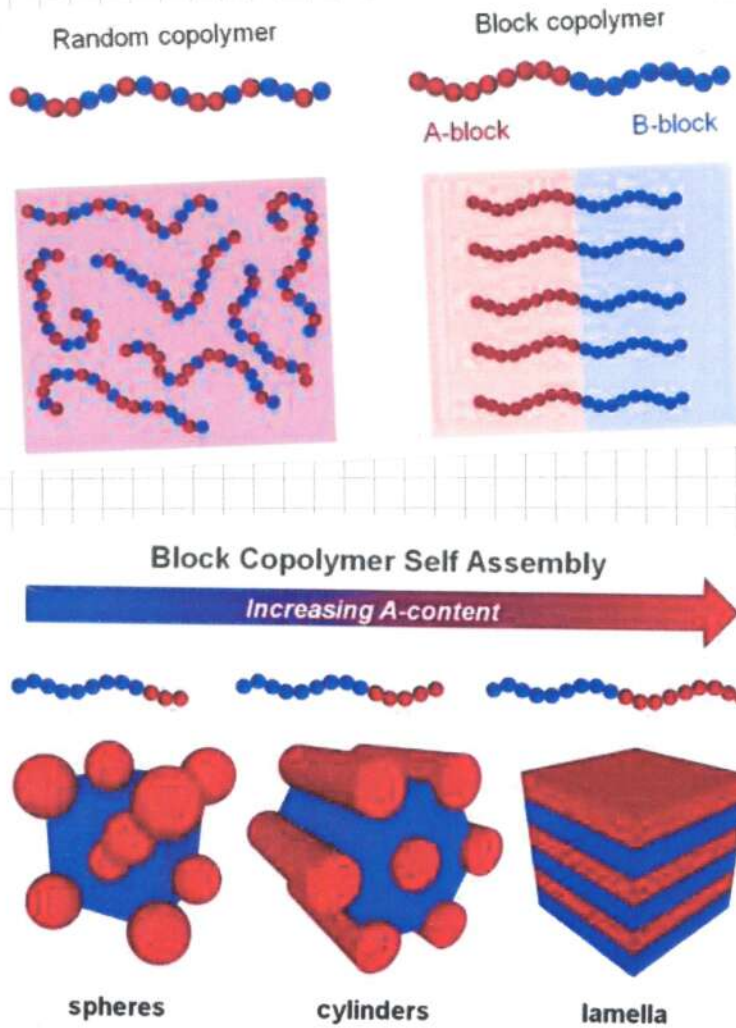 Random copolymer
Block copolymer
A-block
B-block
Block Copolymer Self Assembly
Increasing A-content
spheres
cylinders
lamella